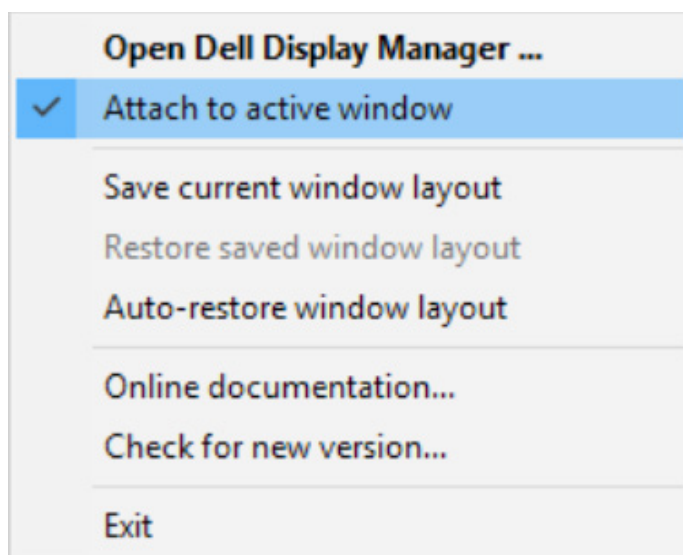 Open Dell Display Manager ...
Attach to active window
Save current window layout
Restore saved window layout
Auto-restore window layout
Online documentation...
Check for new version...
Exit